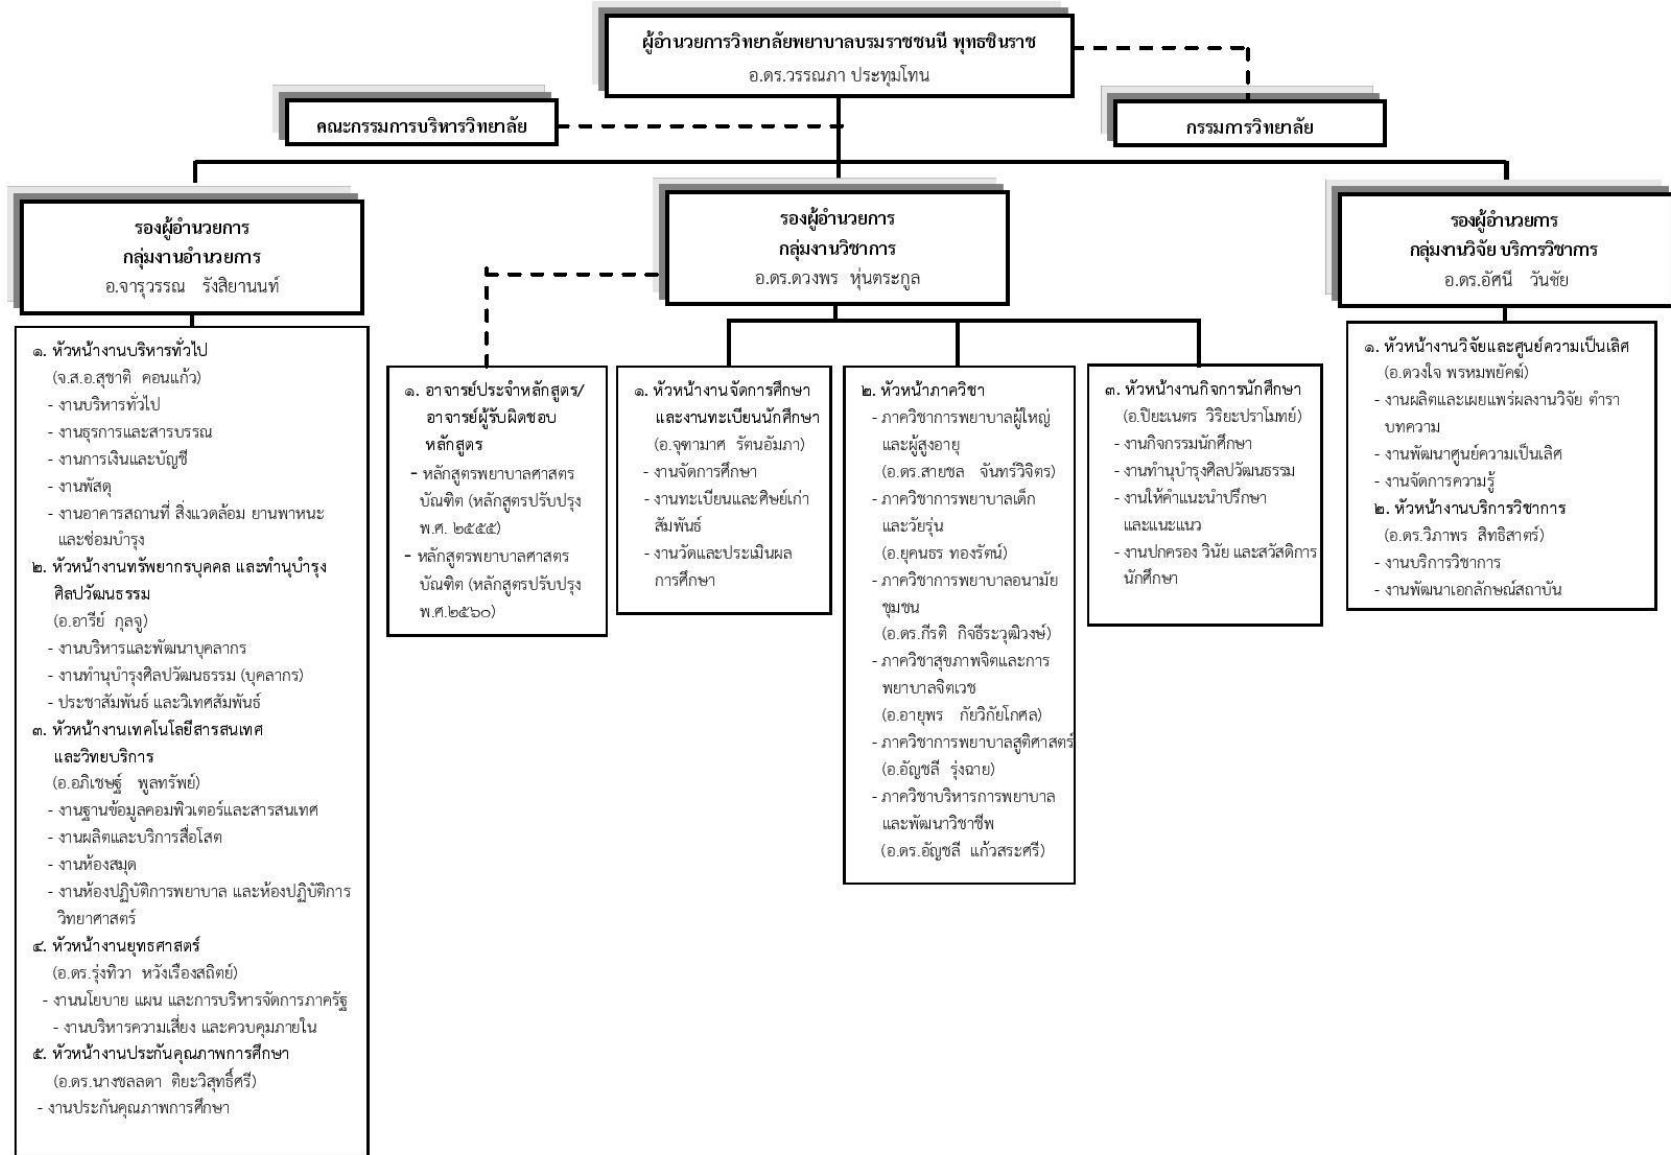 ผู้อำนวยการวิทยาลัยพยาบาลบรมราชชนนี พุทธชินราช
อ.ดร.วรรณภา ประทุมโทน
คณะกรรมการบริหารวิทยาลัย
กรรมการวิทยาลัย
รองผู้อำนวยการ
กลุ่มงานอำนวยการ
อ.จารุวรรณ รังสิยานนท์
๑. หัวหน้างานบริหารทั่วไป
(จ.ส.อ.สุชาติ คอนแก้ว)
- งานบริหารทั่วไป
- งานธุรการและสารบรรณ
- งานการเงินและบัญชี
- งานพัสดุ
- งานอาคารสถานที่ สิ่งแวดล้อม ยานพาหนะ
และซ่อมบำรุง
๒. หัวหน้างานทรัพยากรบุคคล และทำนุบำรุง
ศิลปวัฒนธรรม
(อ.อารีย์ กุลจู)
- งานบริหารและพัฒนาบุคลากร
- งานทำนุบำรุงศิลปวัฒนธรรม (บุคลากร)
- ประชาสัมพันธ์ และวิเทศสัมพันธ์
๓. หัวหน้างานเทคโนโลยีสารสนเทศ
และวิทยบริการ
(อ.อภิเชษฐ์ พูลทรัพย์)
- งานฐานข้อมูลคอมพิวเตอร์และสารสนเทศ
- งานผลิตและบริการสื่อโสต
- งานห้องสมุด
- งานห้องปฏิบัติการพยาบาล และห้องปฏิบัติการ
วิทยาศาสตร์
๔. หัวหน้างานยุทธศาสตร์
(อ.ดร.รุ่งทิวา หวังเรืองสถิตย์)
- งานนโยบาย แผน และการบริหารจัดการภาครัฐ
- งานบริหารความเสี่ยง และควบคุมภายใน
๕. หัวหน้างานประกันคุณภาพการศึกษา
(อ.ดร.นางชลลดา ติยะวิสุทธิ์ศรี)
- งานประกันคุณภาพการศึกษา
รองผู้อำนวยการ
กลุ่มงานวิชาการ
อ.ดร.ดวงพร หุ่นตระกูล
๑. อาจารย์ประจำหลักสูตร/
อาจารย์ผู้รับผิดชอบ
หลักสูตร
- หลักสูตรพยาบาลศาสตร
บัณฑิต (หลักสูตรปรับปรุง
พ.ศ. ๒๕๕๕)
- หลักสูตรพยาบาลศาสตร
บัณฑิต (หลักสูตรปรับปรุง
พ.ศ.๒๕๖๐)
๑. หัวหน้างานจัดการศึกษา
และงานทะเบียนนักศึกษา
(อ.จุฑามาศ รัตนอัมภา)
- งานจัดการศึกษา
- งานทะเบียนและศิษย์เก่า
สัมพันธ์
- งานวัดและประเมินผล
การศึกษา
๒. หัวหน้าภาควิชา
- ภาควิชาการพยาบาลผู้ใหญ่
และผู้สูงอายุ
(อ.ดร.สายชล จันทร์วิจิตร)
- ภาควิชาการพยาบาลเด็ก
และวัยรุ่น
(อ.ยุคนธร ทองรัตน์)
- ภาควิชาการพยาบาลอนามัย
ชุมชน
(อ.ดร.กีรติ กิจธีระวุฒิวงษ์)
- ภาควิชาสุขภาพจิตและการ
พยาบาลจิตเวช
(อ.อายุพร กัยวิกัยโกศล)
- ภาควิชาการพยาบาลสูติศาสตร์
(อ.อัญชลี รุ่งฉาย)
- ภาควิชาบริหารการพยาบาล
และพัฒนาวิชาชีพ
(อ.ดร.อัญชลี แก้วสระศรี)
๓. หัวหน้างานกิจการนักศึกษา
(อ.ปิยะเนตร วิริยะปราโมทย์)
- งานกิจกรรมนักศึกษา
- งานทำนุบำรุงศิลปวัฒนธรรม
- งานให้คำแนะนำปรึกษา
และแนะแนว
- งานปกครอง วินัย และสวัสดิการ
นักศึกษา
รองผู้อำนวยการ
กลุ่มงานวิจัย บริการวิชาการ
อ.ดร.อัศนี วันชัย
๑. หัวหน้างานวิจัยและศูนย์ความเป็นเลิศ
(อ.ดวงใจ พรหมพยัคฆ์)
- งานผลิตและเผยแพร่ผลงานวิจัย ตำรา
บทความ
- งานพัฒนาศูนย์ความเป็นเลิศ
- งานจัดการความรู้
๒. หัวหน้างานบริการวิชาการ
(อ.ดร.วิภาพร สิทธิสาตร์)
- งานบริการวิชาการ
- งานพัฒนาเอกลักษณ์สถาบัน